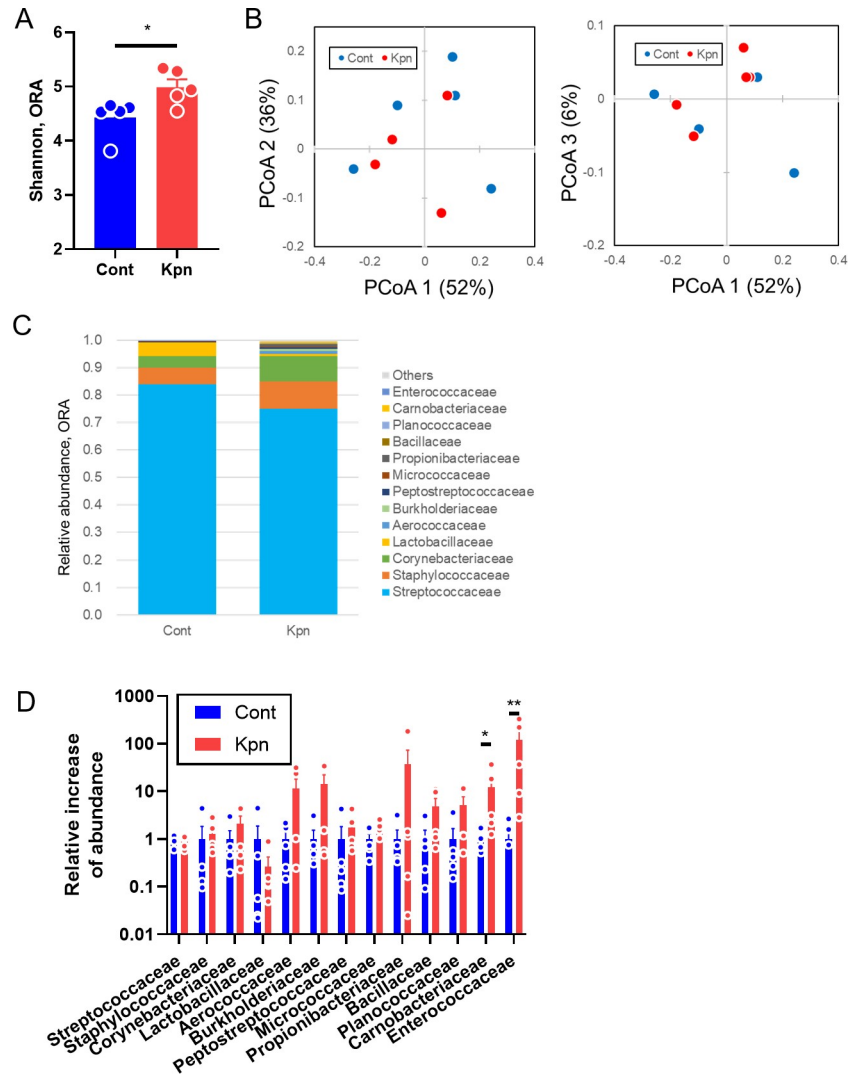 A
Shannon, ORA
6
5
4
3
2
*
Cont
Kpn
B
PCoA 2 (36%)
0.2
0.1
0
-0.1
-0.2
Cont Kpn
-0.4 -0.2 0 0.2 0.4
PCoA 1 (52%)
PCoA 3 (6%)
0.1
0
-0.1
-0.2
Cont Kpn
-0.4 -0.2 0 0.2 0.4
PCoA 1 (52%)
C
Relative abundance, ORA
1.0
0.9
0.8
0.7
0.6
0.5
0.4
0.3
0.2
0.1
0.0
Cont
Kpn
Others
Enterococcaceae
Carnobacteriaceae
Planococcaceae
Bacillaceae
Propionibacteriaceae
Micrococcaceae
Peptostreptococcaceae
Burkholderiaceae
Aerococcaceae
Lactobacillaceae
Corynebacteriaceae
Staphylococcaceae
Streptococcaceae
D
Relative increase
of abundance
1000
100
10
1
0.1
0.01
Cont
Kpn
*
**
Streptococcaceae
Staphylococcaceae
Corynebacteriaceae
Lactobacillaceae
Aerococcaceae
Burkholderiaceae
Peptostreptococcaceae
Micrococcaceae
Propionibacteriaceae
Bacillaceae
Planococcaceae
Carnobacteriaceae
Enterococcaceae